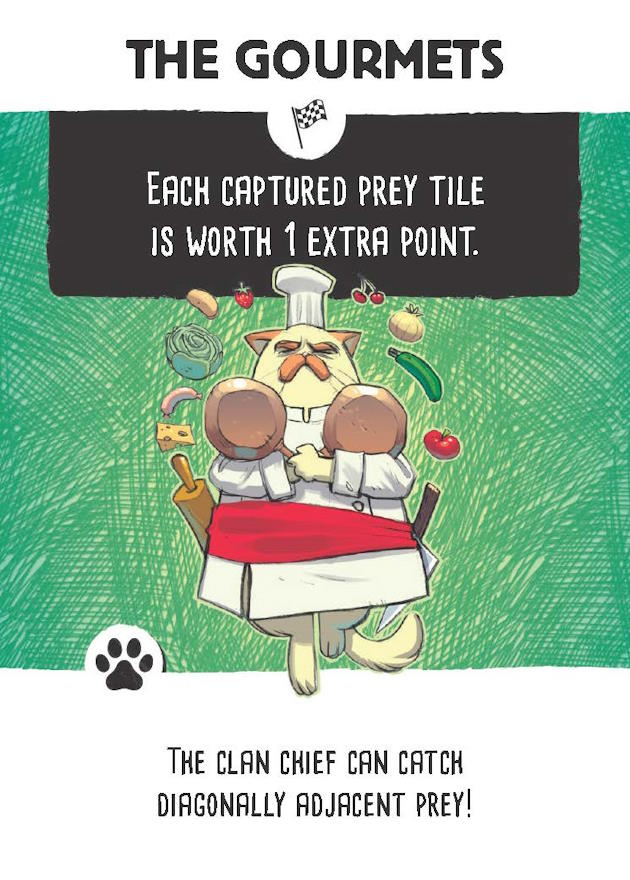 THE GOURMETS
EACH CAPTURED PREY TILE
IS WORTH 1 EXTRA POINT.
THE CLAN CHIEF CAN CATCH
DIAGONALLY ADJACENT PREY!